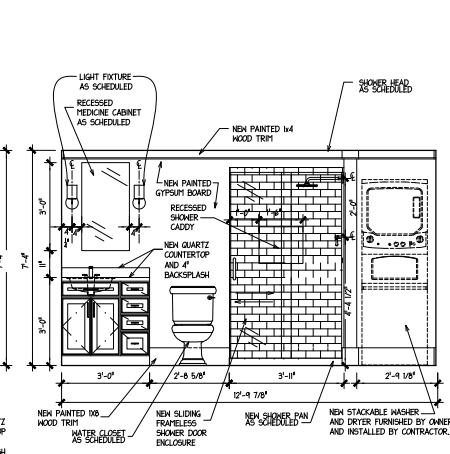 LIGHT FIXTURE
AS SCHEDULED
RECESSED
MEDICINE CABINET
AS SCHEDULED
SHOWER HEAD
AS SCHEDULED
NEW PAINTED 1x4
WOOD TRIM
NEW PAINTED
GYPSUM BOARD
RECESSED
SHOWER
CADDY
NEW QUARTZ
COUNTERTOP
AND 4"
BACKSPLASH
3'-0"
4"
11"
3'-0"
7'-4"
1'-0"
1'-6"
2'-0"
4'-4 1/2"
3'-0"
2'-8 5/8"
3'-11"
2'-9 1/8"
12'-9 7/8"
NEW PAINTED 1X8
WOOD TRIM
WATER CLOSET
AS SCHEDULED
NEW SLIDING
FRAMELESS
SHOWER DOOR
ENCLOSURE
NEW SHOWER PAN
AS SCHEDULED
NEW STACKABLE WASHER
AND DRYER FURNISHED BY OWNER
AND INSTALLED BY CONTRACTOR.